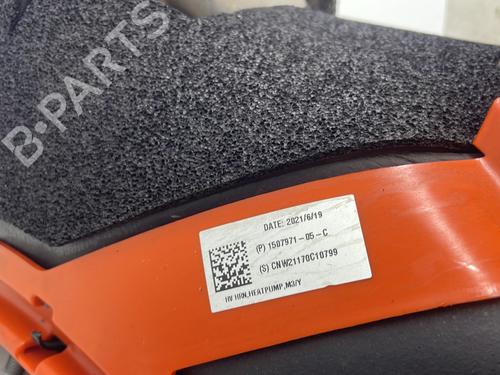 B-PARTS
DATE: 2021/6/19
(P) 1507971-05-C
(S) CNW21170C10799
HV HRN,HEATPUMP,M3/Y